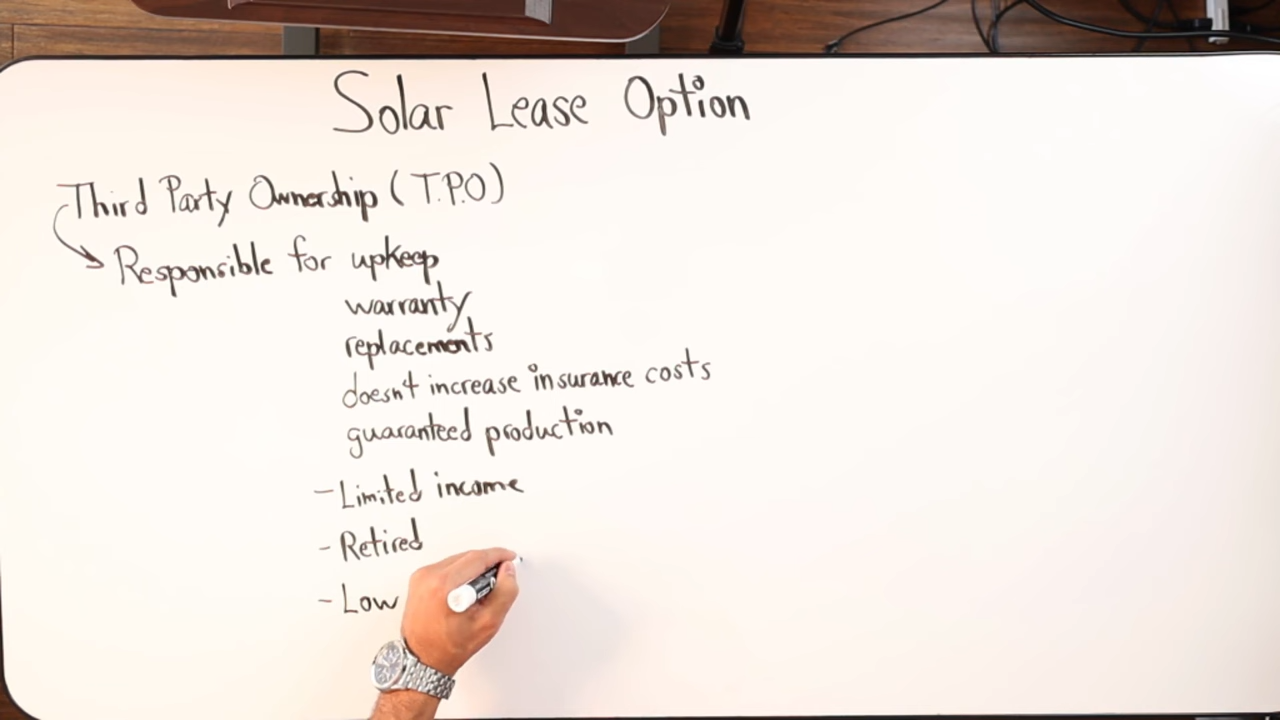 Solar Lease Option
Third Party Ownership (T.P.O)
Responsible for upkeep
warranty
replacements
doesn't increase insurance costs
guaranteed production
- Limited income
- Retired
- Low